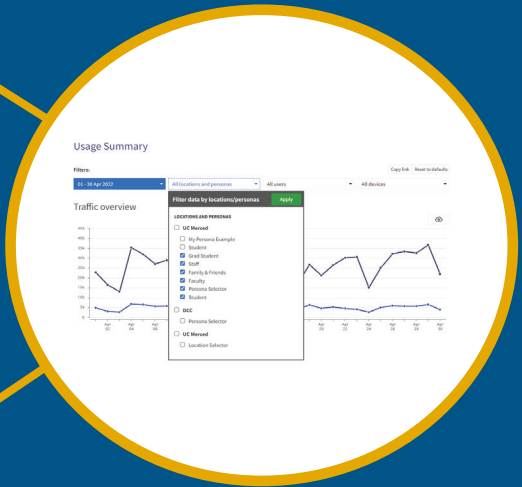 Usage Summary
Filters:
Copy link Reset to defaults
01 - 30 Apr 2022
All locations and personas
All users
All devices
Traffic overview
Filter data by locations/personas
Apply
LOCATIONS AND PERSONAS
UC Merced
My Persona Example
Student
Grad Student
Staff
Family & Friends
Faculty
Persona Selector
Student
DCC
Persona Selector
UC Merced
Location Selector
45k
40k
35k
30k
25k
20k
15k
10k
5k
0
Apr 02
Apr 04
Apr 06
Apr 20
Apr 22
Apr 24
Apr 26
Apr 28
Apr 30